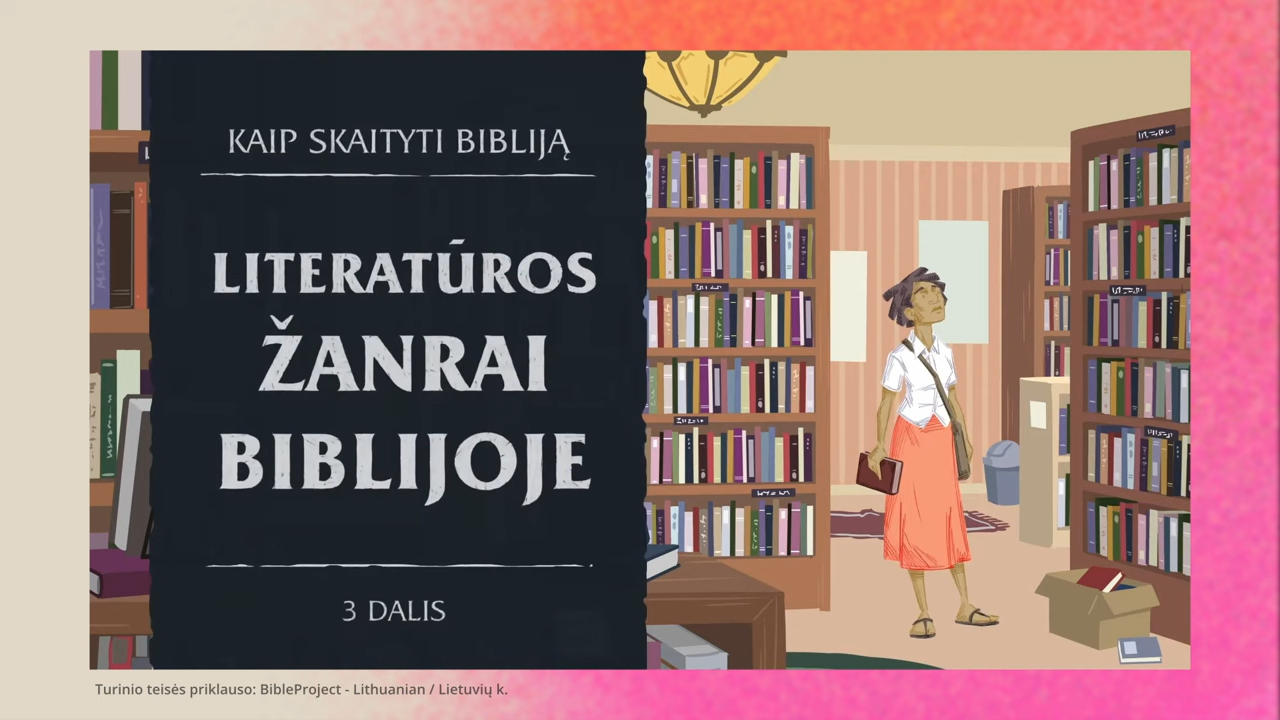 KAIP SKAITYTI BIBLIJĄ
LITERATŪROS
ŽANRAI
BIBLIJOJE
3 DALIS
Turinio teisės priklauso: BibleProject - Lithuanian / Lietuvių k.